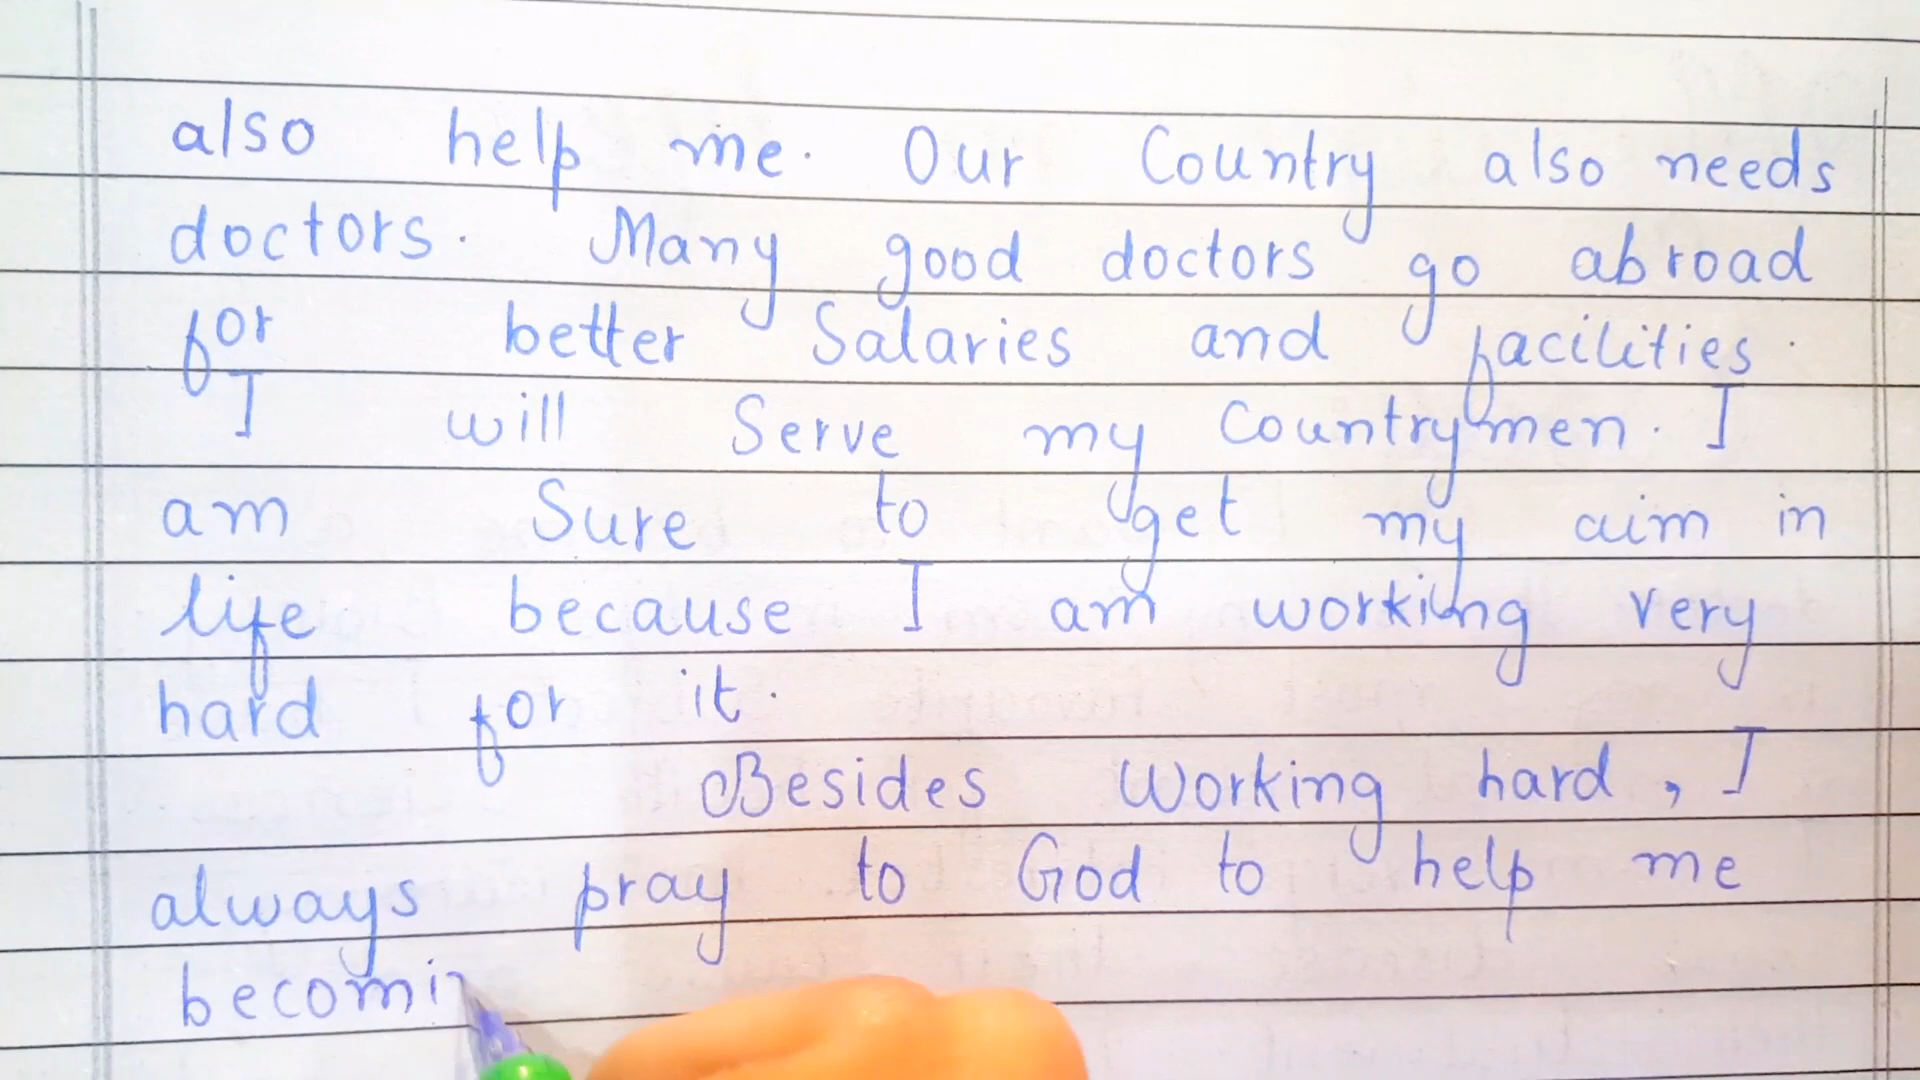 also help me. Our Country also needs
doctors. Many good doctors go abroad
for better Salaries and facilities.
I will Serve my Countrymen. I
am Sure to get my aim in
life because I am working very
hard for it.
Besides Working hard, I
always pray to God to help me
becomi